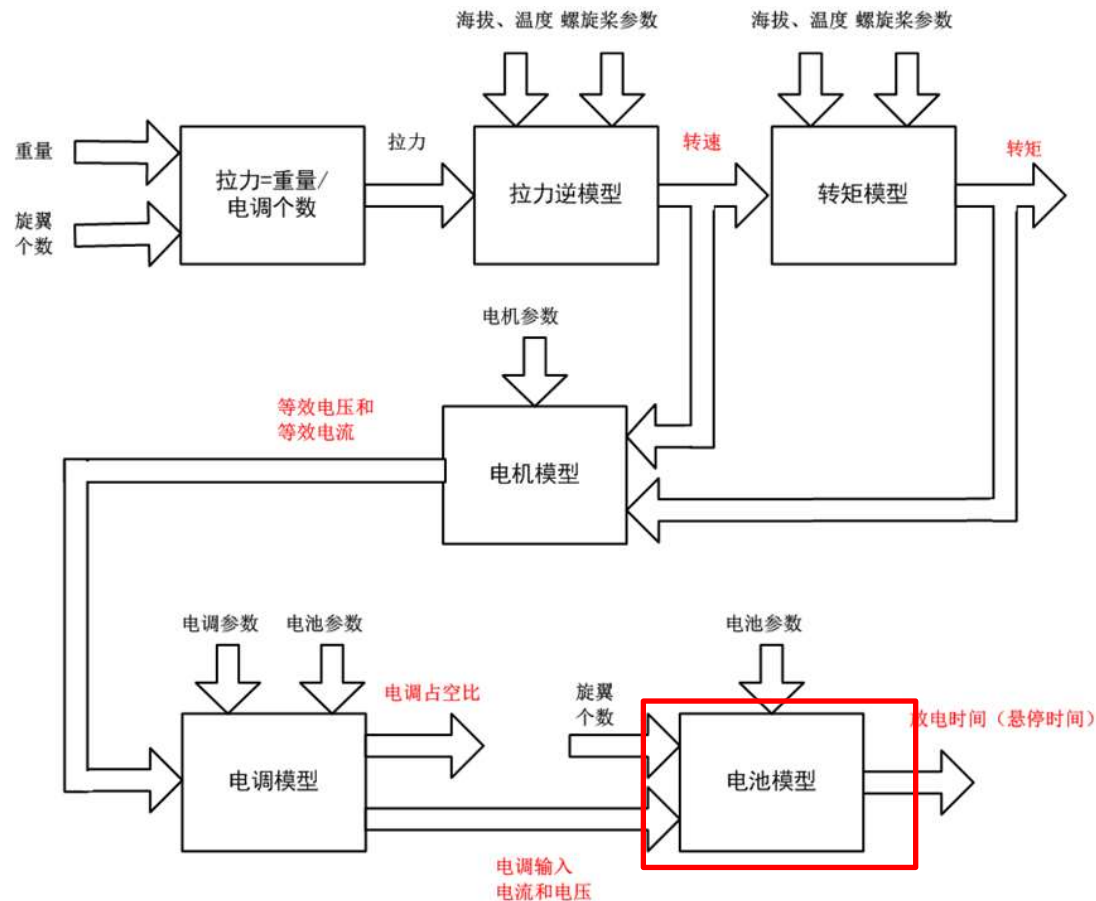 海拔、温度 螺旋桨参数
海拔、温度 螺旋桨参数
重量
旋翼
个数
拉力=重量/
电调个数
拉力
拉力逆模型
转速
转矩模型
转矩
电机参数
等效电压和
等效电流
电机模型
电调参数
电池参数
电调占空比
旋翼
个数
电池参数
放电时间（悬停时间）
电调模型
电池模型
电调输入
电流和电压